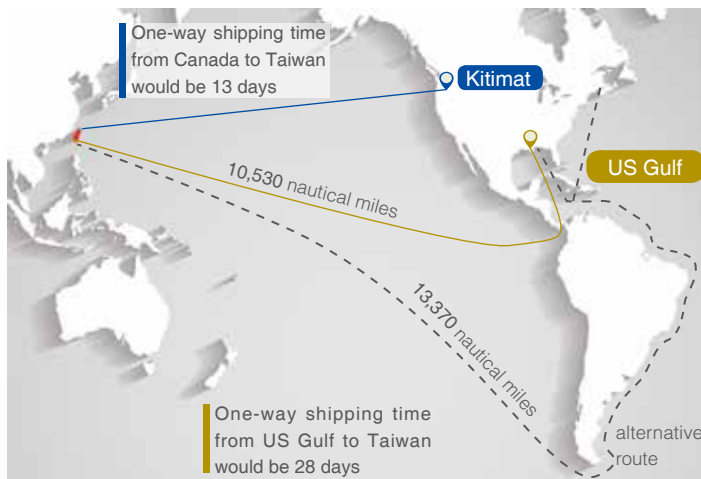 One-way shipping time
from Canada to Taiwan
would be 13 days
Kitimat
US Gulf
10,530 nautical miles
13,370 nautical miles
One-way shipping time
from US Gulf to Taiwan
would be 28 days
alternative
route